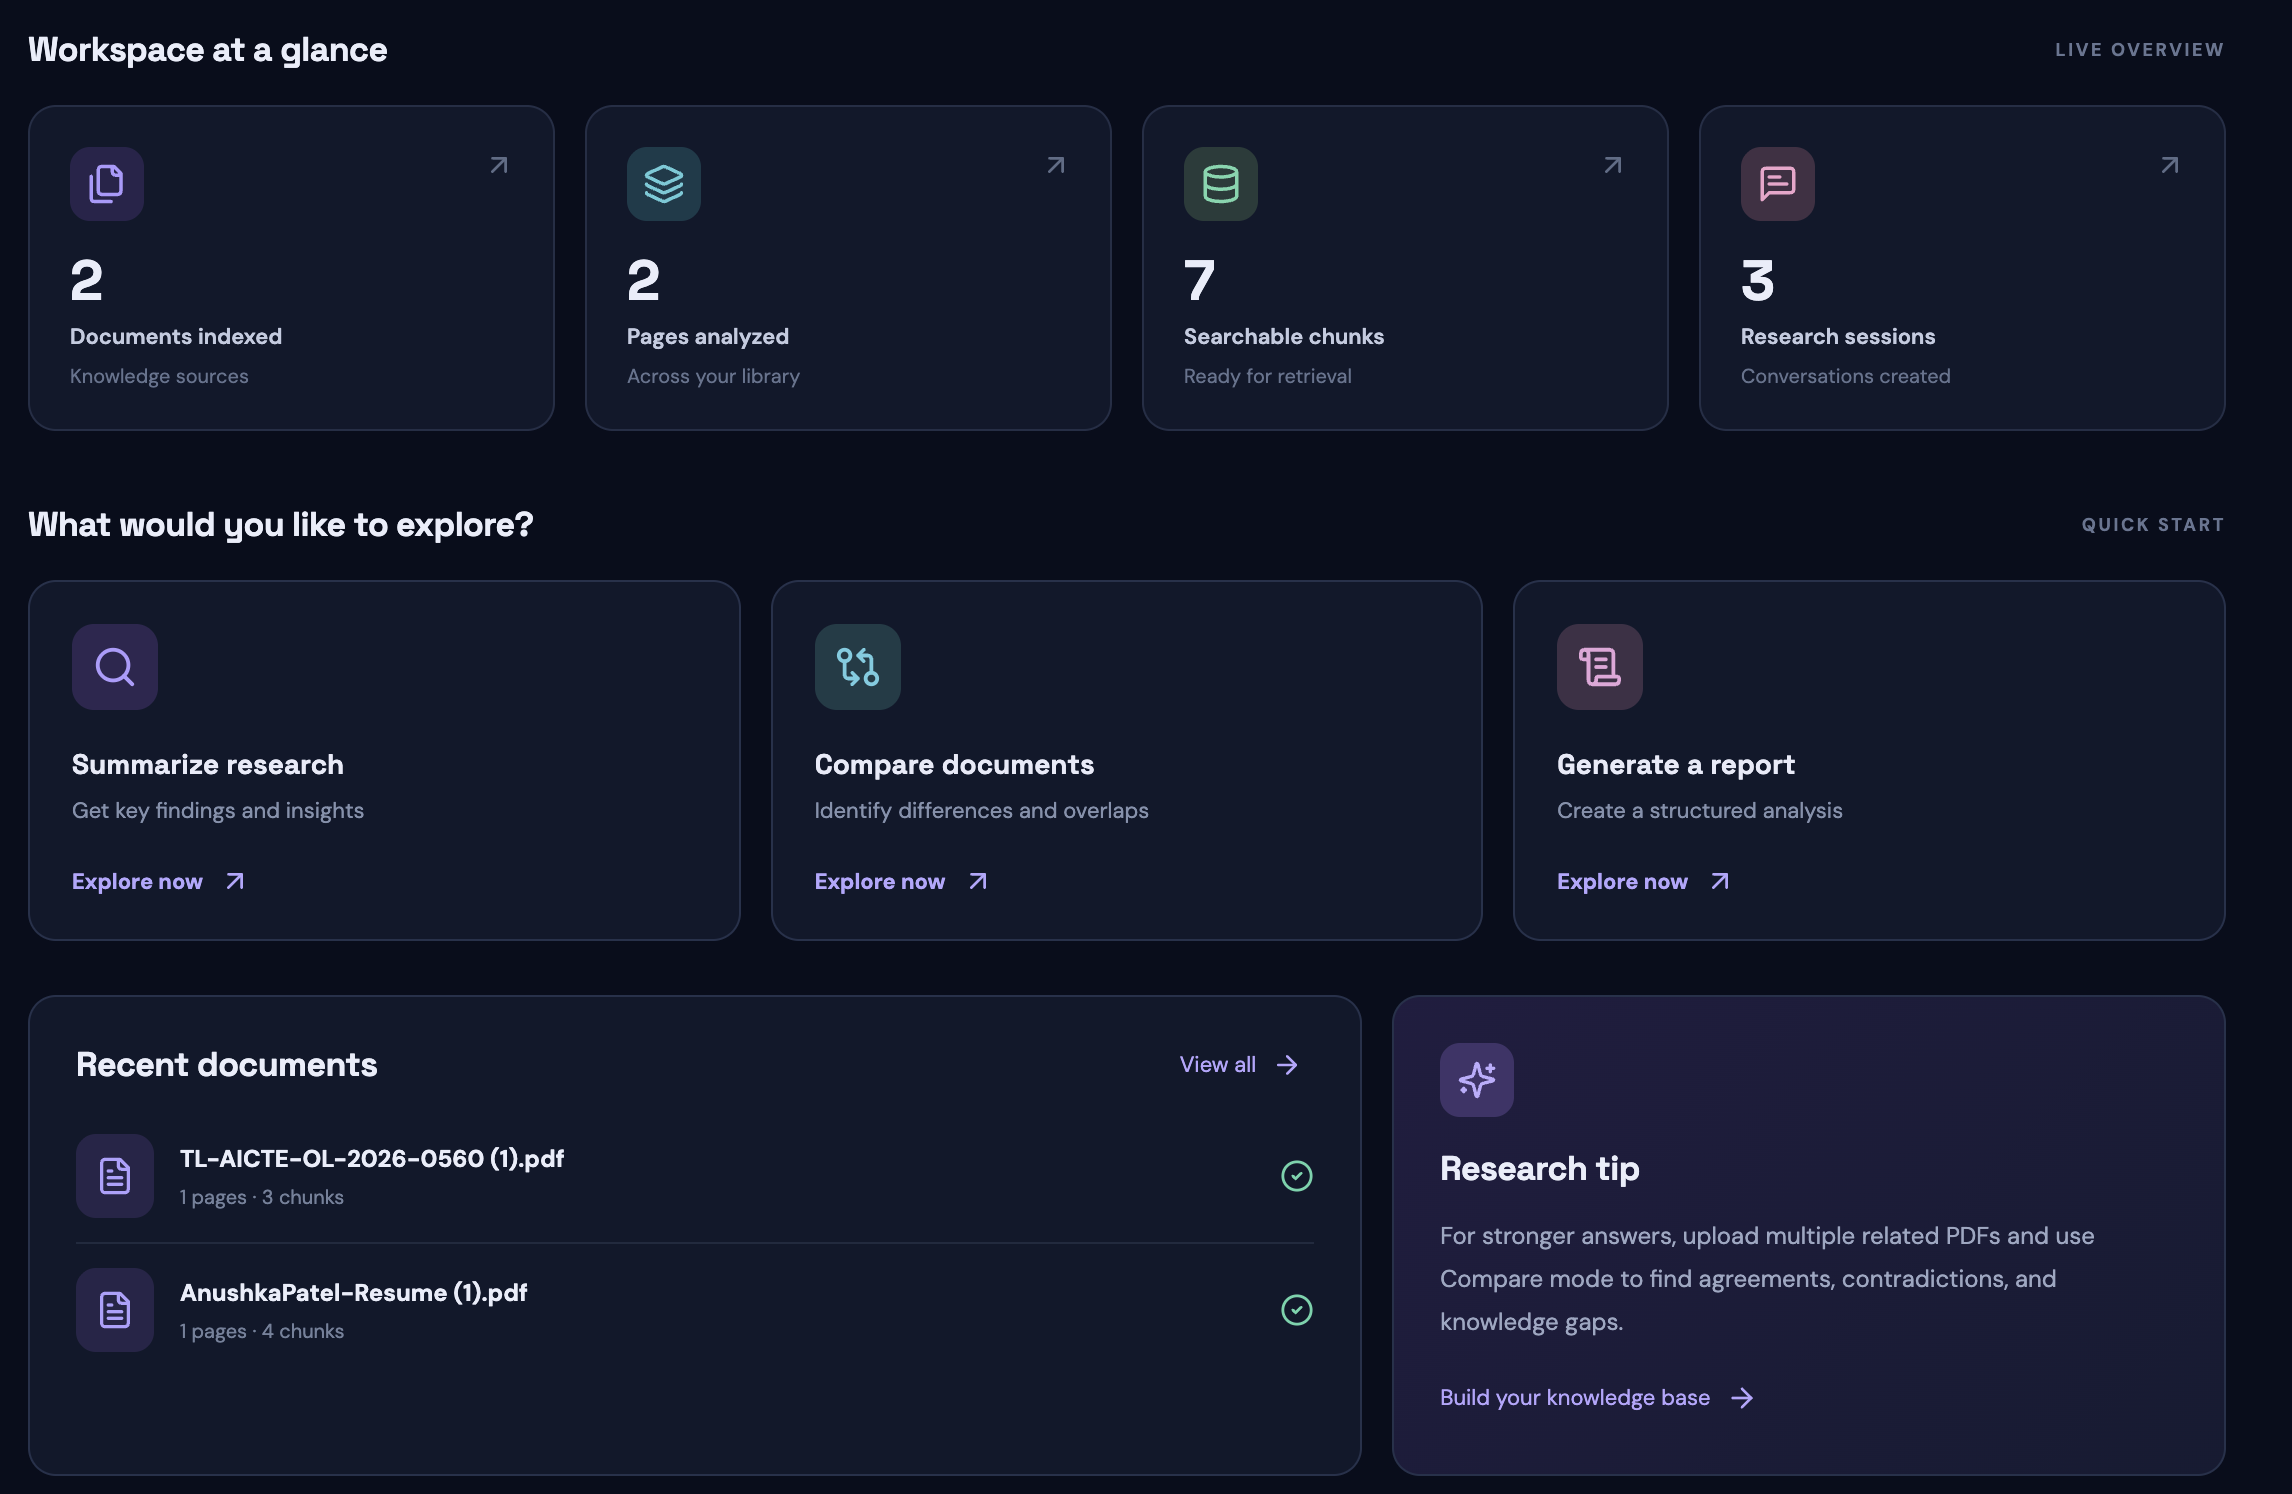 Workspace at a glance
LIVE OVERVIEW
2
Documents indexed
Knowledge sources
2
Pages analyzed
Across your library
7
Searchable chunks
Ready for retrieval
3
Research sessions
Conversations created
What would you like to explore?
QUICK START
Summarize research
Get key findings and insights
Explore now
Compare documents
Identify differences and overlaps
Explore now
Generate a report
Create a structured analysis
Explore now
Recent documents
View all
TL-AICTE-OL-2026-0560 (1).pdf
1 pages · 3 chunks
AnushkaPatel-Resume (1).pdf
1 pages · 4 chunks
Research tip
For stronger answers, upload multiple related PDFs and use
Compare mode to find agreements, contradictions, and
knowledge gaps.
Build your knowledge base